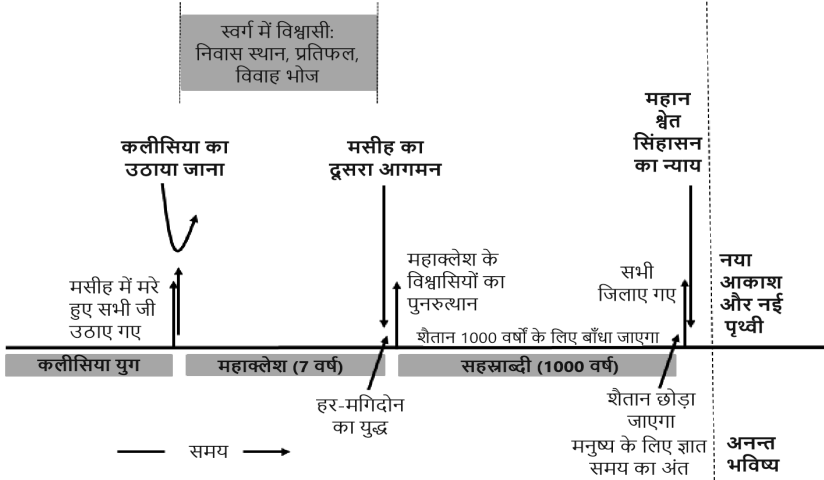 स्वर्ग में विश्वासी:
निवास स्थान, प्रतिफल,
विवाह भोज
कलीसिया का
उठाया जाना
मसीह का
दूसरा आगमन
महान
श्वेत
सिंहासन
का न्याय
मसीह में मरे
हुए सभी जी
उठाए गए
महाक्लेश के
विश्वासियों का
पुनरुत्थान
सभी
जिलाए गए
नया
आकाश
और नई
पृथ्वी
शैतान 1000 वर्षों के लिए बाँधा जाएगा
कलीसिया युग
महाक्लेश (7 वर्ष)
सहस्राब्दी (1000 वर्ष)
हर-मगिदोन
का युद्ध
शैतान छोड़ा
जाएगा
मनुष्य के लिए ज्ञात
समय का अंत
अनन्त
भविष्य
समय